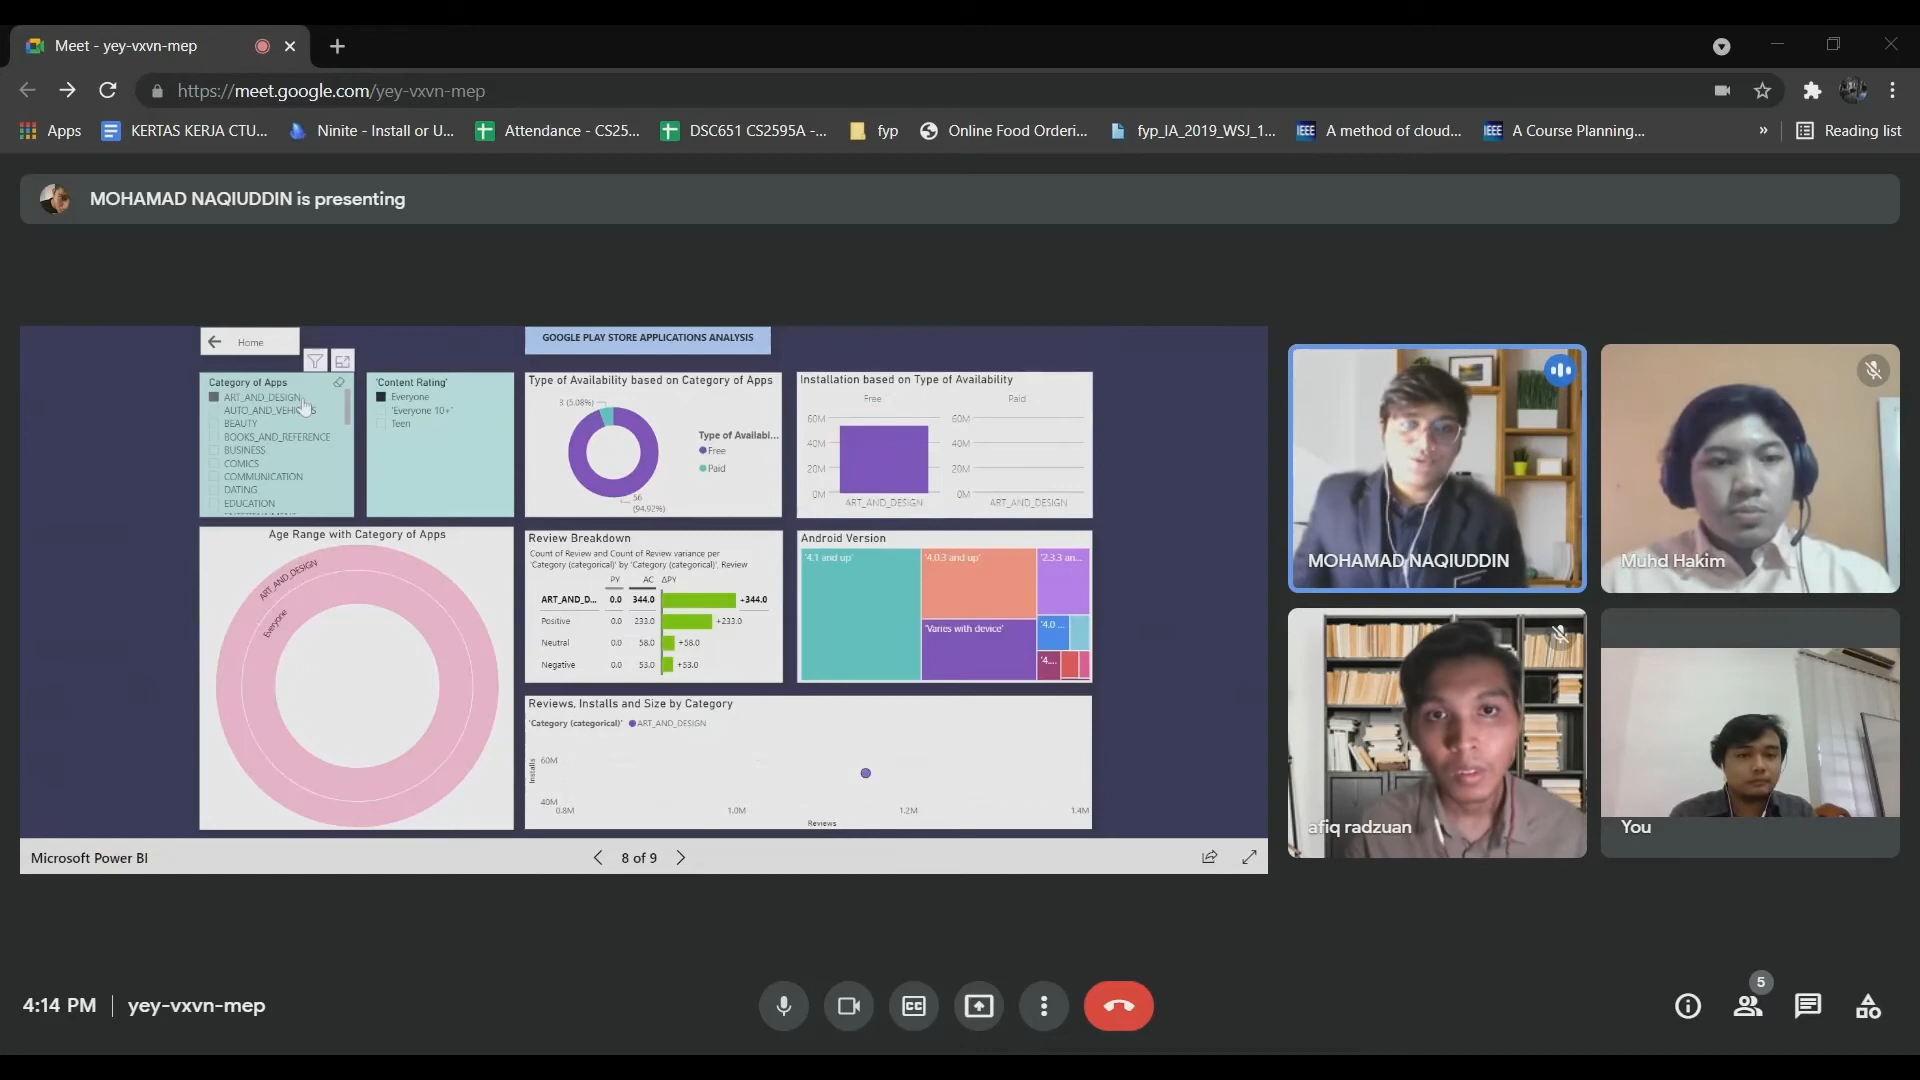 Meet - yey-vxvn-mep
https://meet.google.com/yey-vxvn-mep
Apps
KERTAS KERJA CTU...
Ninite - Install or U...
Attendance - CS25...
DSC651 CS2595A -...
fyp
Online Food Orderi...
fyp_IA_2019_WSJ_1...
IEEE A method of cloud...
IEEE A Course Planning...
»
Reading list
MOHAMAD NAQIUDDIN is presenting
Home
GOOGLE PLAY STORE APPLICATIONS ANALYSIS
Category of Apps
ART_AND_DESIGN
AUTO_AND_VEHICLES
BEAUTY
BOOKS_AND_REFERENCE
BUSINESS
COMICS
COMMUNICATION
DATING
EDUCATION
'Content Rating'
Everyone
'Everyone 10+'
Teen
Type of Availability based on Category of Apps
3 (5.08%)
56
(94.92%)
Type of Availabi...
Free
Paid
Installation based on Type of Availability
Free
60M
40M
20M
0M
ART_AND_DESIGN
Paid
60M
40M
20M
0M
ART_AND_DESIGN
Age Range with Category of Apps
ART_AND_DESIGN
Everyone
Review Breakdown
Count of Review and Count of Review variance per
'Category (categorical)' by 'Category (categorical)', Review
PY AC ΔPY
ART_AND_D... 0.0 344.0 +344.0
Positive 0.0 233.0 +233.0
Neutral 0.0 58.0 +58.0
Negative 0.0 53.0 +53.0
Android Version
'4.1 and up'
'4.0.3 and up'
'2.3.3 an...
'Varies with device'
'4.0 ...
'4....
Reviews, Installs and Size by Category
'Category (categorical)' ART_AND_DESIGN
Installs
60M
40M
0.8M 1.0M 1.2M 1.4M
Reviews
Microsoft Power BI
8 of 9
MOHAMAD NAQIUDDIN
Muhd Hakim
afiq radzuan
You
4:14 PM
yey-vxvn-mep
CC
5